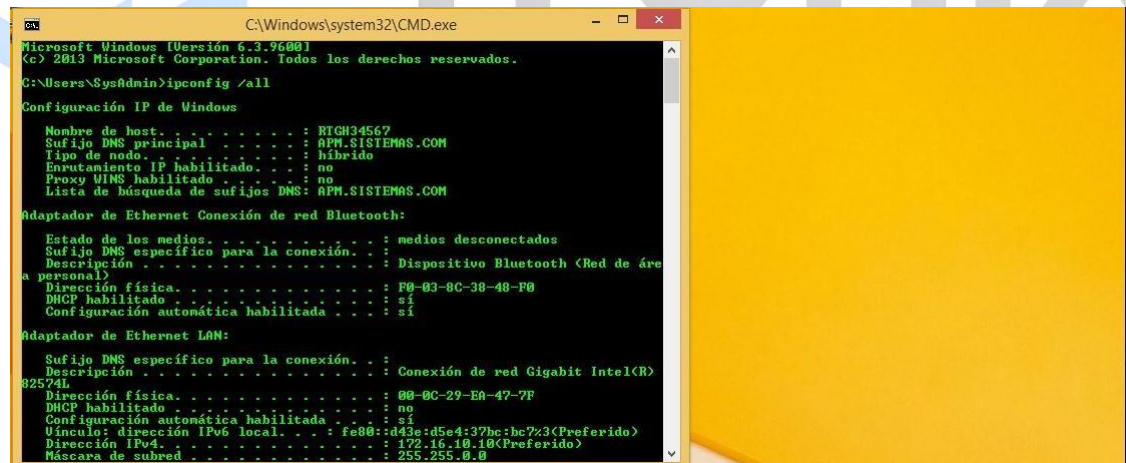 C:\Windows\system32\CMD.exe
Microsoft Windows [Versión 6.3.9600]
(c) 2013 Microsoft Corporation. Todos los derechos reservados.
C:\Users\SysAdmin>ipconfig /all
Configuración IP de Windows
Nombre de host. . . . . . . . . : RTGH34567
Sufijo DNS principal . . . . . : APM.SISTEMAS.COM
Tipo de nodo. . . . . . . . . . : híbrido
Enrutamiento IP habilitado. . . : no
Proxy WINS habilitado . . . . . : no
Lista de búsqueda de sufijos DNS: APM.SISTEMAS.COM
Adaptador de Ethernet Conexión de red Bluetooth:
Estado de los medios. . . . . . . . . . . : medios desconectados
Sufijo DNS específico para la conexión. . :
Descripción . . . . . . . . . . . . . . . : Dispositivo Bluetooth (Red de áre
a personal)
Dirección física. . . . . . . . . . . . . : F0-03-8C-38-48-F0
DHCP habilitado . . . . . . . . . . . . . : sí
Configuración automática habilitada . . . : sí
Adaptador de Ethernet LAN:
Sufijo DNS específico para la conexión. . :
Descripción . . . . . . . . . . . . . . . : Conexión de red Gigabit Intel(R)
82574L
Dirección física. . . . . . . . . . . . . : 00-0C-29-EA-47-7F
DHCP habilitado . . . . . . . . . . . . . : no
Configuración automática habilitada . . . : sí
Vínculo: dirección IPv6 local. . . : fe80::d43e:d5e4:37bc:bc7%3(Preferido)
Dirección IPv4. . . . . . . . . . . . . . : 172.16.10.10(Preferido)
Máscara de subred . . . . . . . . . . . . : 255.255.0.0